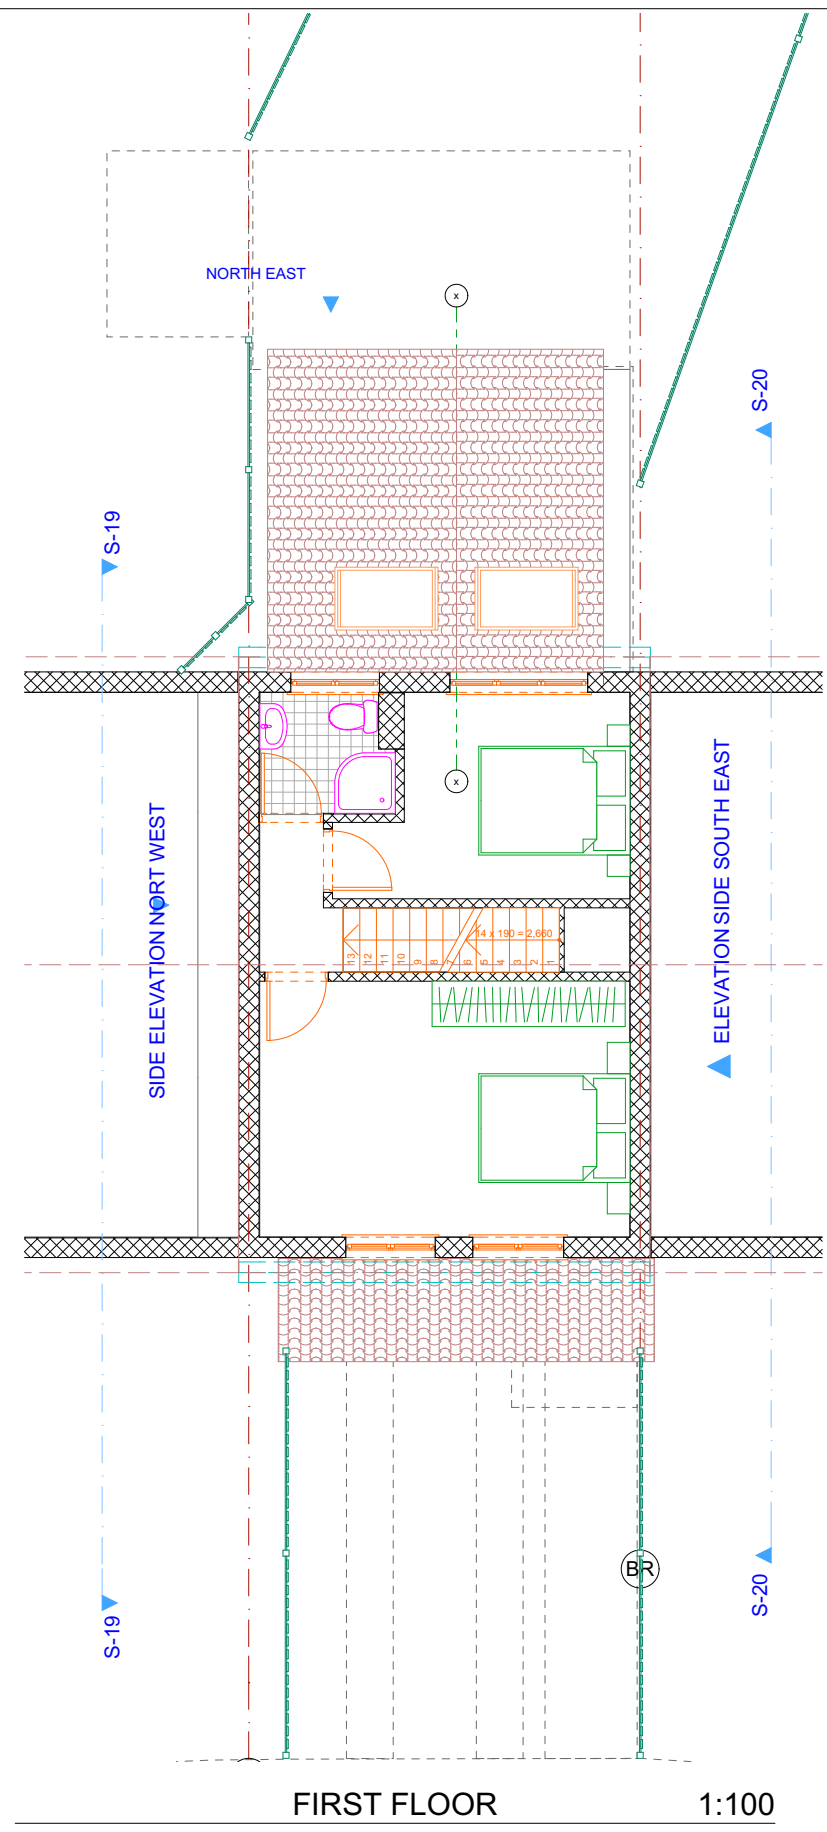 NORTH EAST
x
S-20
S-19
SIDE ELEVATION NORT WEST
ELEVATION SIDE SOUTH EAST
x
14 x 190 = 2,660
13 12 11 10 9 8 7 6 5 4 3 2 1
BR
S-20
S-19
FIRST FLOOR 1:100